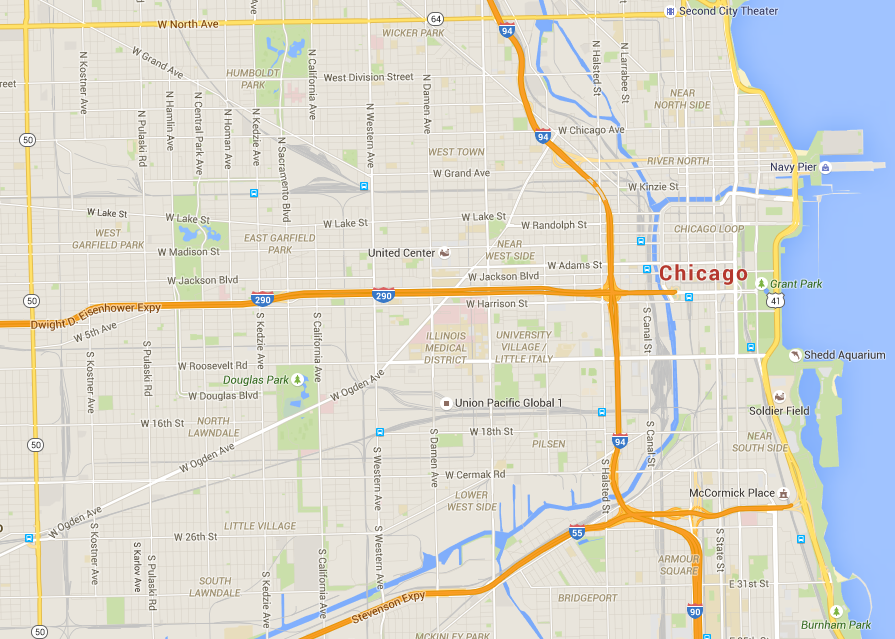 W North Ave
64
94
Second City Theater
WICKER PARK
N Kostner Ave
W Grand Ave
HUMBOLDT
PARK
N California Ave
West Division Street
N Damen Ave
N Halsted St
N Larrabee St
NEAR
NORTH SIDE
N Pulaski Rd
N Hamlin Ave
N Central Park Ave
N Homan Ave
N Kedzie Ave
N Sacramento Blvd
N Western Ave
50
94
W Chicago Ave
WEST TOWN
RIVER NORTH
W Grand Ave
Navy Pier
W Kinzie St
W Lake St
W Lake St
W Lake St
W Lake St
W Randolph St
CHICAGO LOOP
WEST
GARFIELD PARK
EAST GARFIELD
PARK
W Madison St
United Center
NEAR
WEST SIDE
W Adams St
W Jackson Blvd
W Jackson Blvd
Chicago
Grant Park
50
290
290
41
W Harrison St
Dwight D. Eisenhower Expy
W 5th Ave
S Kedzie Ave
S California Ave
S Canal St
ILLINOIS
MEDICAL
DISTRICT
UNIVERSITY
VILLAGE /
LITTLE ITALY
Shedd Aquarium
S Kostner Ave
S Pulaski Rd
W Roosevelt Rd
Douglas Park
W Ogden Ave
W Douglas Blvd
Union Pacific Global 1
Soldier Field
W 16th St
NORTH
LAWNDALE
W 18th St
PILSEN
50
94
S Canal St
NEAR
SOUTH SIDE
W Ogden Ave
S Western Ave
S Damen Ave
S Halsted St
W Cermak Rd
LOWER
WEST SIDE
McCormick Place
W Ogden Ave
LITTLE VILLAGE
W 26th St
55
S Kostner Ave
S Karlov Ave
S Pulaski Rd
S Kedzie Ave
S California Ave
S Western Ave
S State St
ARMOUR
SQUARE
SOUTH
LAWNDALE
Stevenson Expy
BRIDGEPORT
E 31st St
90
50
MCKINLEY PARK
Burnham Park